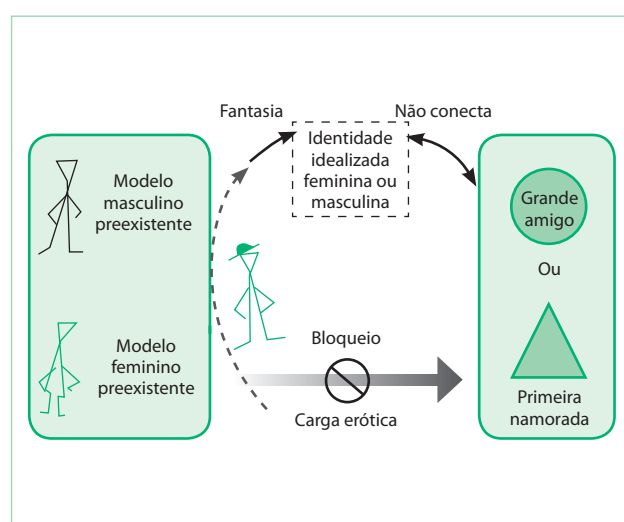 Fantasia
Não conecta
Identidade
idealizada
feminina ou
masculina
Modelo
masculino
preexistente
Grande
amigo
Ou
Modelo
feminino
preexistente
Bloqueio
Carga erótica
Primeira
namorada